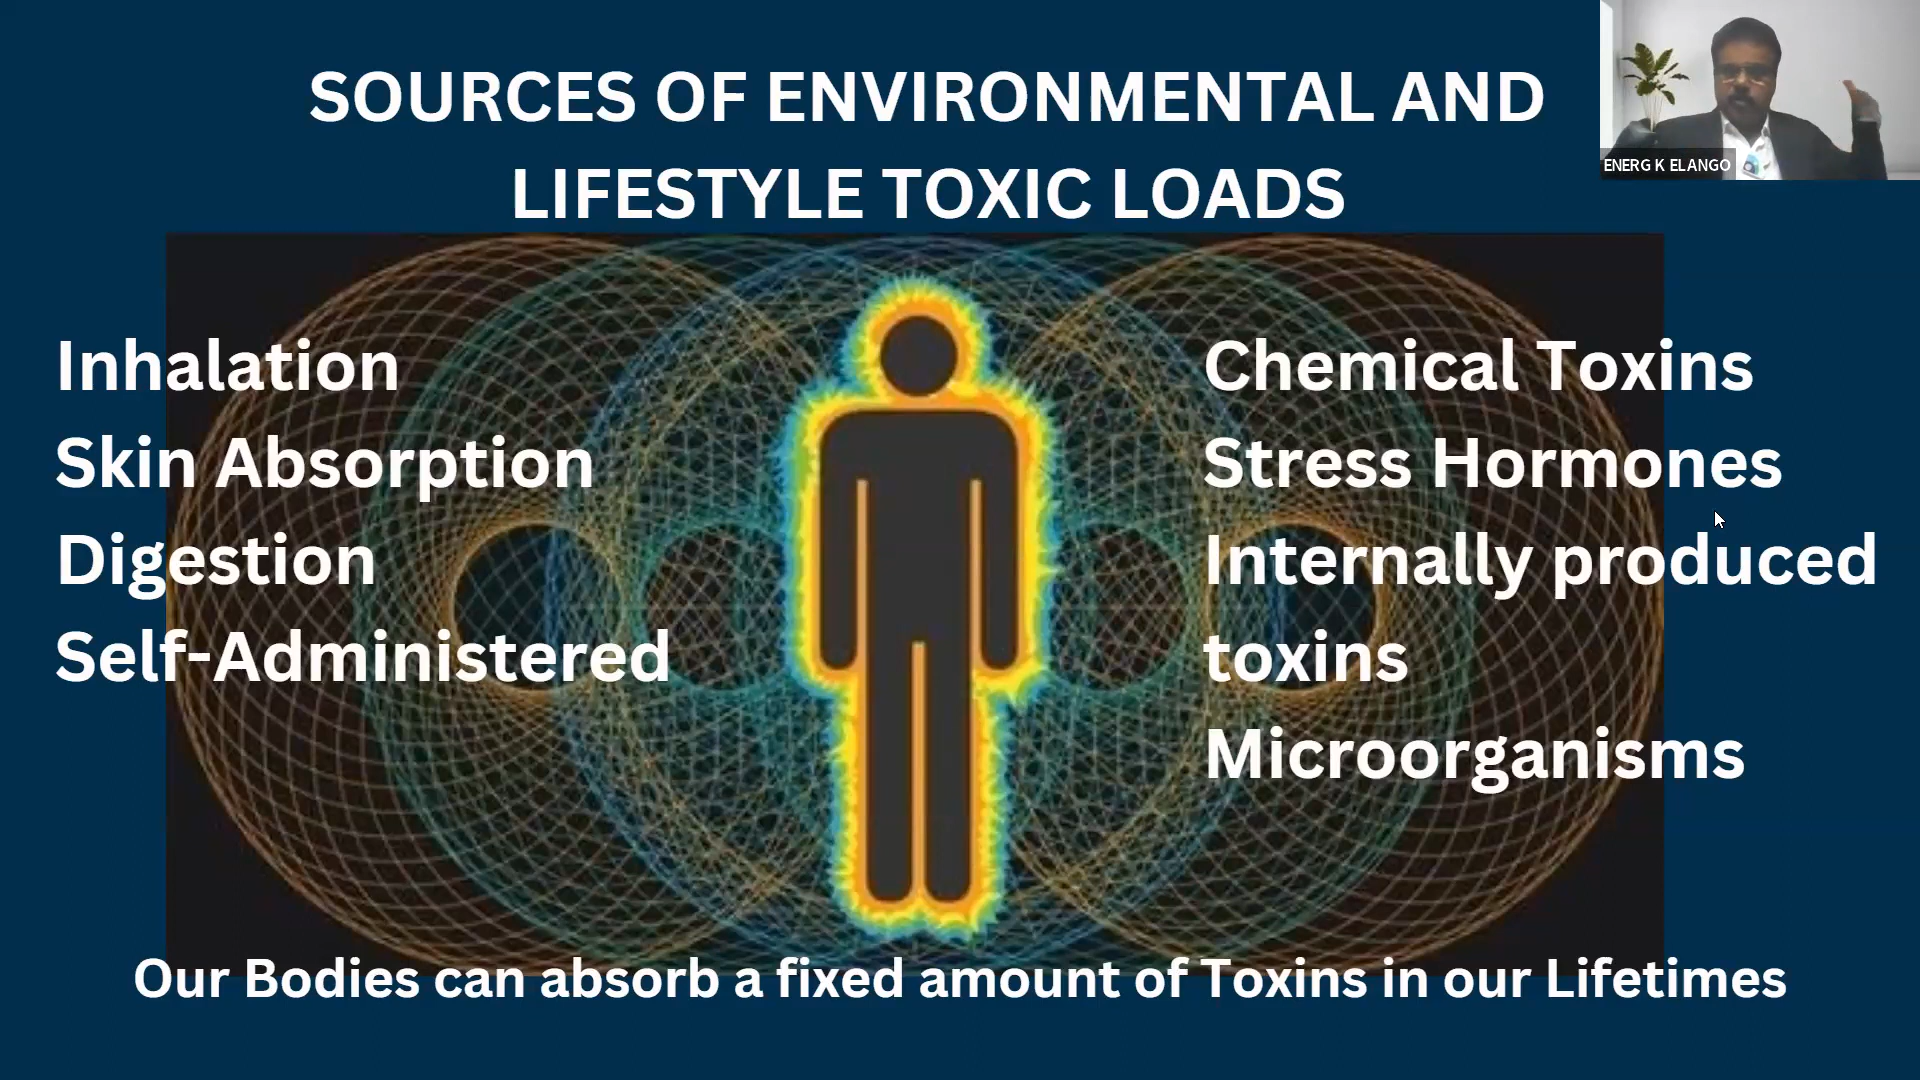 SOURCES OF ENVIRONMENTAL AND
LIFESTYLE TOXIC LOADS
ENERG K ELANGO
Inhalation
Skin Absorption
Digestion
Self-Administered
Chemical Toxins
Stress Hormones
Internally produced
toxins
Microorganisms
Our Bodies can absorb a fixed amount of Toxins in our Lifetimes